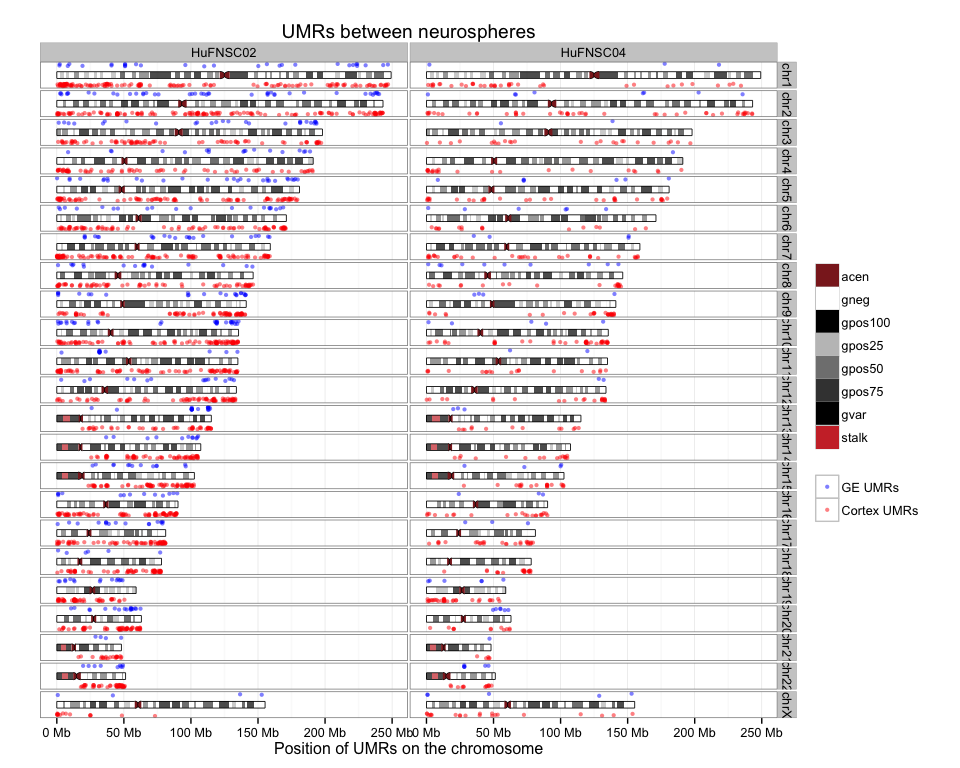 UMRs between neurospheres
HuFNSC02 HuFNSC04
chr1
chr2
chr3
chr4
chr5
chr6
chr7
chr8
chr9
chr22
chrX
acen
gneg
gpos100
gpos25
gpos50
gpos75
gvar
stalk
GE UMRs
Cortex UMRs
0 Mb 50 Mb 100 Mb 150 Mb 200 Mb 250 Mb 0 Mb 50 Mb 100 Mb 150 Mb 200 Mb 250 Mb
Position of UMRs on the chromosome